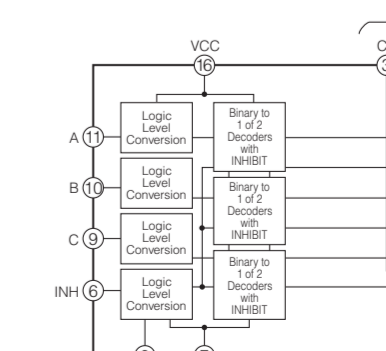 VCC
C
16
3
Logic
Level
Conversion
Binary to
1 of 2
Decoders
with
INHIBIT
A 11
Logic
Level
Conversion
B 10
Binary to
1 of 2
Decoders
with
INHIBIT
Logic
Level
Conversion
C 9
Binary to
1 of 2
Decoders
with
INHIBIT
Logic
Level
Conversion
INH 6